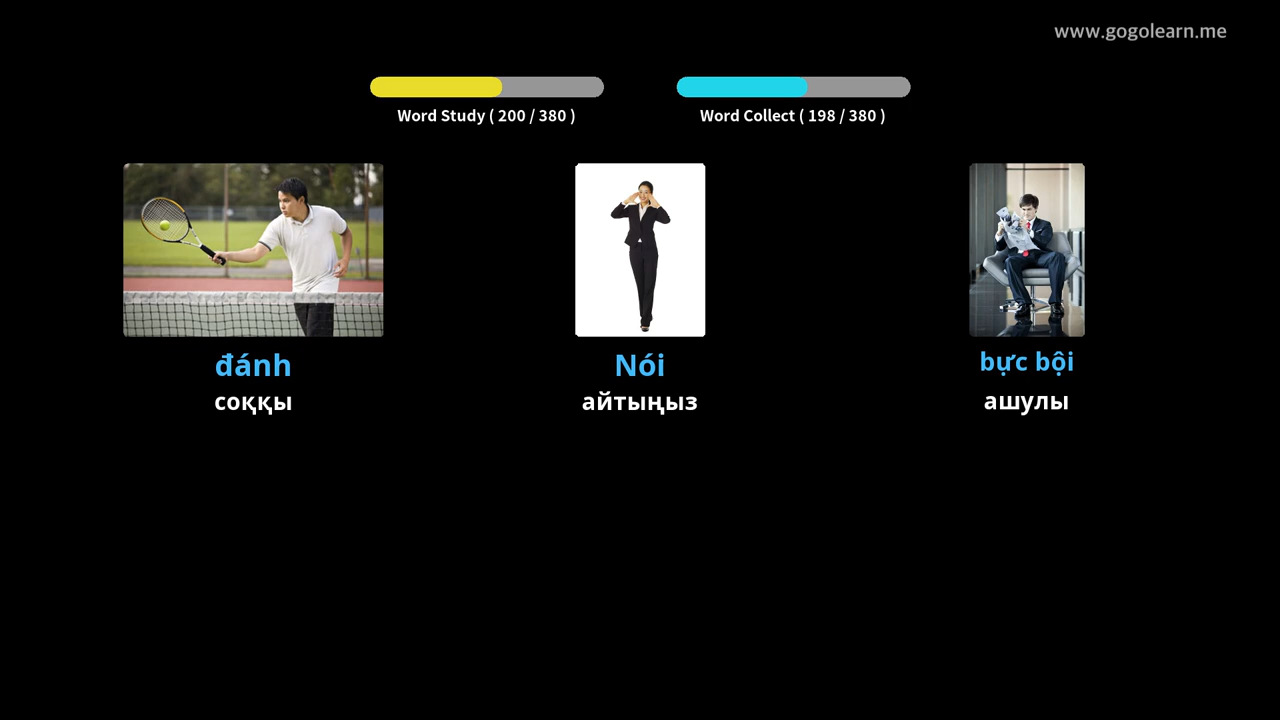 www.gogolearn.me
Word Study ( 200 / 380 )
Word Collect ( 198 / 380 )
đánh
соққы
Nói
айтыңыз
bực bội
ашулы